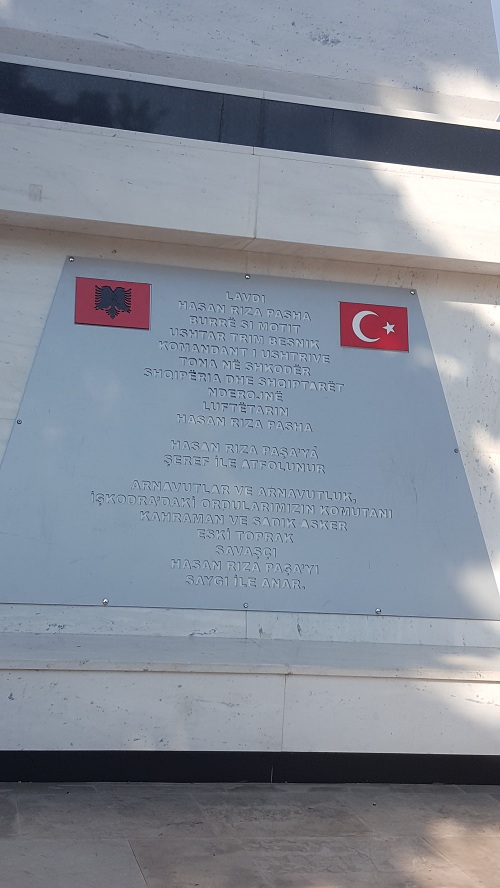 LAVDI
HASAN RIZA PASHA
BURRË SI MOTIT
USHTAR TRIM BESNIK
KOMANDANT I USHTRIVE
TONA NË SHKODËR
SHQIPËRIA DHE SHQIPTARËT
NDEROJNË
LUFTËTARIN
HASAN RIZA PASHA
HASAN RIZA PAŞA'YA
ŞEREF İLE ATFOLUNUR
ARNAVUTLAR VE ARNAVUTLUK,
İŞKODRA'DAKİ ORDULARIMIZIN KOMUTANI
KAHRAMAN VE SADIK ASKER
ESKİ TOPRAK
SAVAŞÇI
HASAN RIZA PAŞA'YI
SAYGI İLE ANAR.